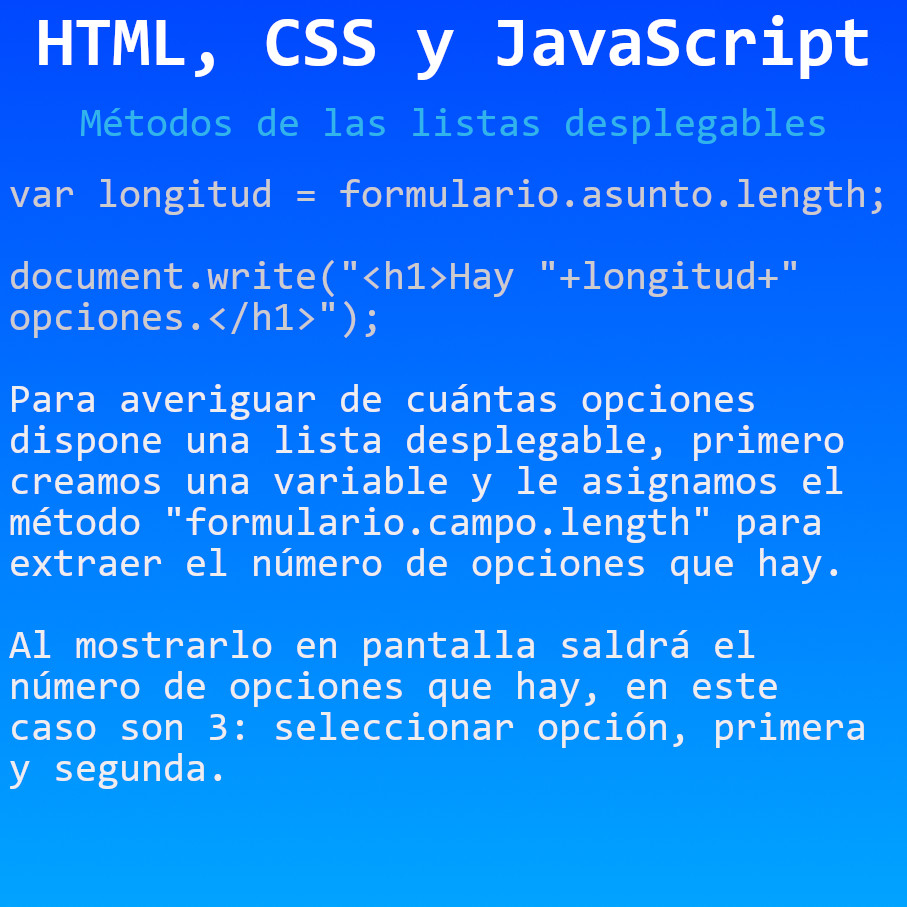 HTML, CSS y JavaScript
Métodos de las listas desplegables
var longitud = formulario.asunto.length;
document.write("<h1>Hay "+longitud+"
opciones.</h1>");
Para averiguar de cuántas opciones
dispone una lista desplegable, primero
creamos una variable y le asignamos el
método "formulario.campo.length" para
extraer el número de opciones que hay.
Al mostrarlo en pantalla saldrá el
número de opciones que hay, en este
caso son 3: seleccionar opción, primera
y segunda.